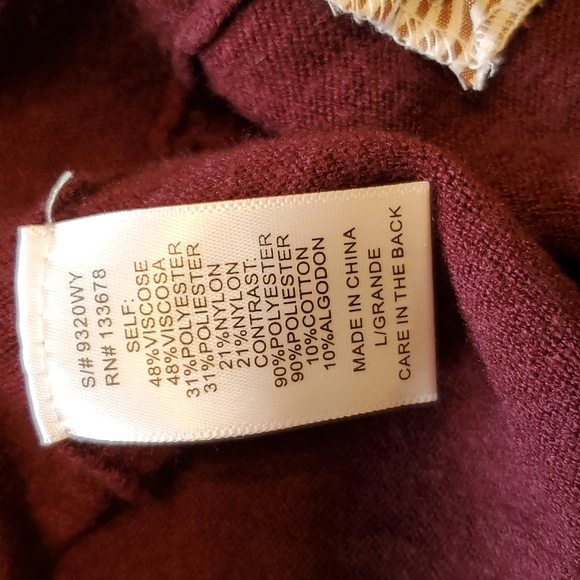 S/# 9320WY
RN# 133678
SELF:
48%VISCOSE
48%VISCOSA
31%POLYESTER
31%POLIESTER
21%NYLON
21%NYLON
CONTRAST:
90%POLYESTER
90%POLIESTER
10%COTTON
10%ALGODON
MADE IN CHINA
L/GRANDE
CARE IN THE BACK